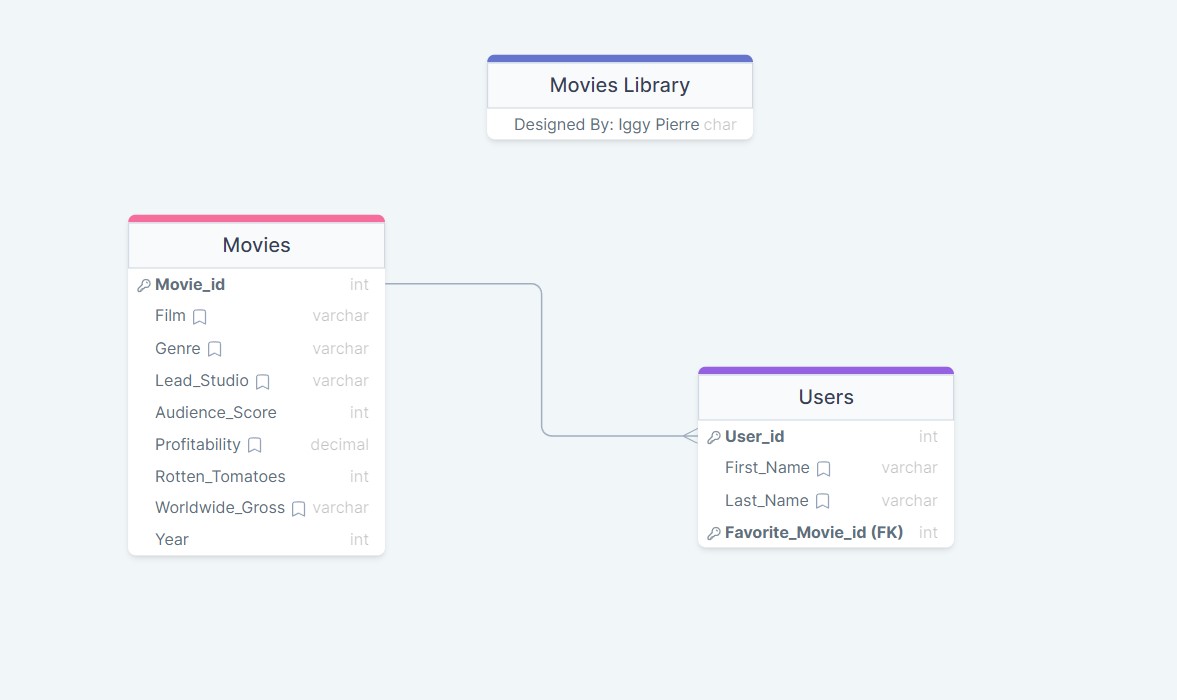 Movies Library
Designed By: Iggy Pierre char
Movies
Movie_id int
Film varchar
Genre varchar
Lead_Studio varchar
Audience_Score int
Profitability decimal
Rotten_Tomatoes int
Worldwide_Gross varchar
Year int
Users
User_id int
First_Name varchar
Last_Name varchar
Favorite_Movie_id (FK) int